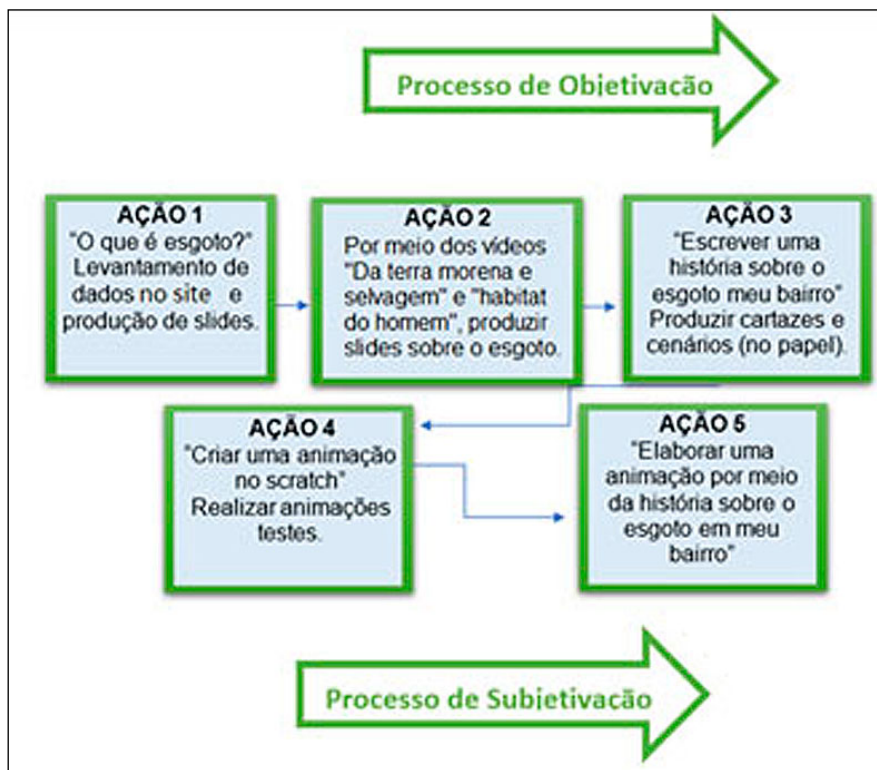 Processo de Objetivação
AÇÃO 1
"O que é esgoto?"
Levantamento de
dados no site e
produção de slides.
AÇÃO 2
Por meio dos vídeos
"Da terra morena e
selvagem" e "habitat
do homem", produzir
slides sobre o esgoto.
AÇÃO 3
"Escrever uma
história sobre o
esgoto meu bairro"
Produzir cartazes e
cenários (no papel).
AÇÃO 4
"Criar uma animação
no scratch"
Realizar animações
testes.
AÇÃO 5
"Elaborar uma
animação por meio
da história sobre o
esgoto em meu
bairro"
Processo de Subjetivação